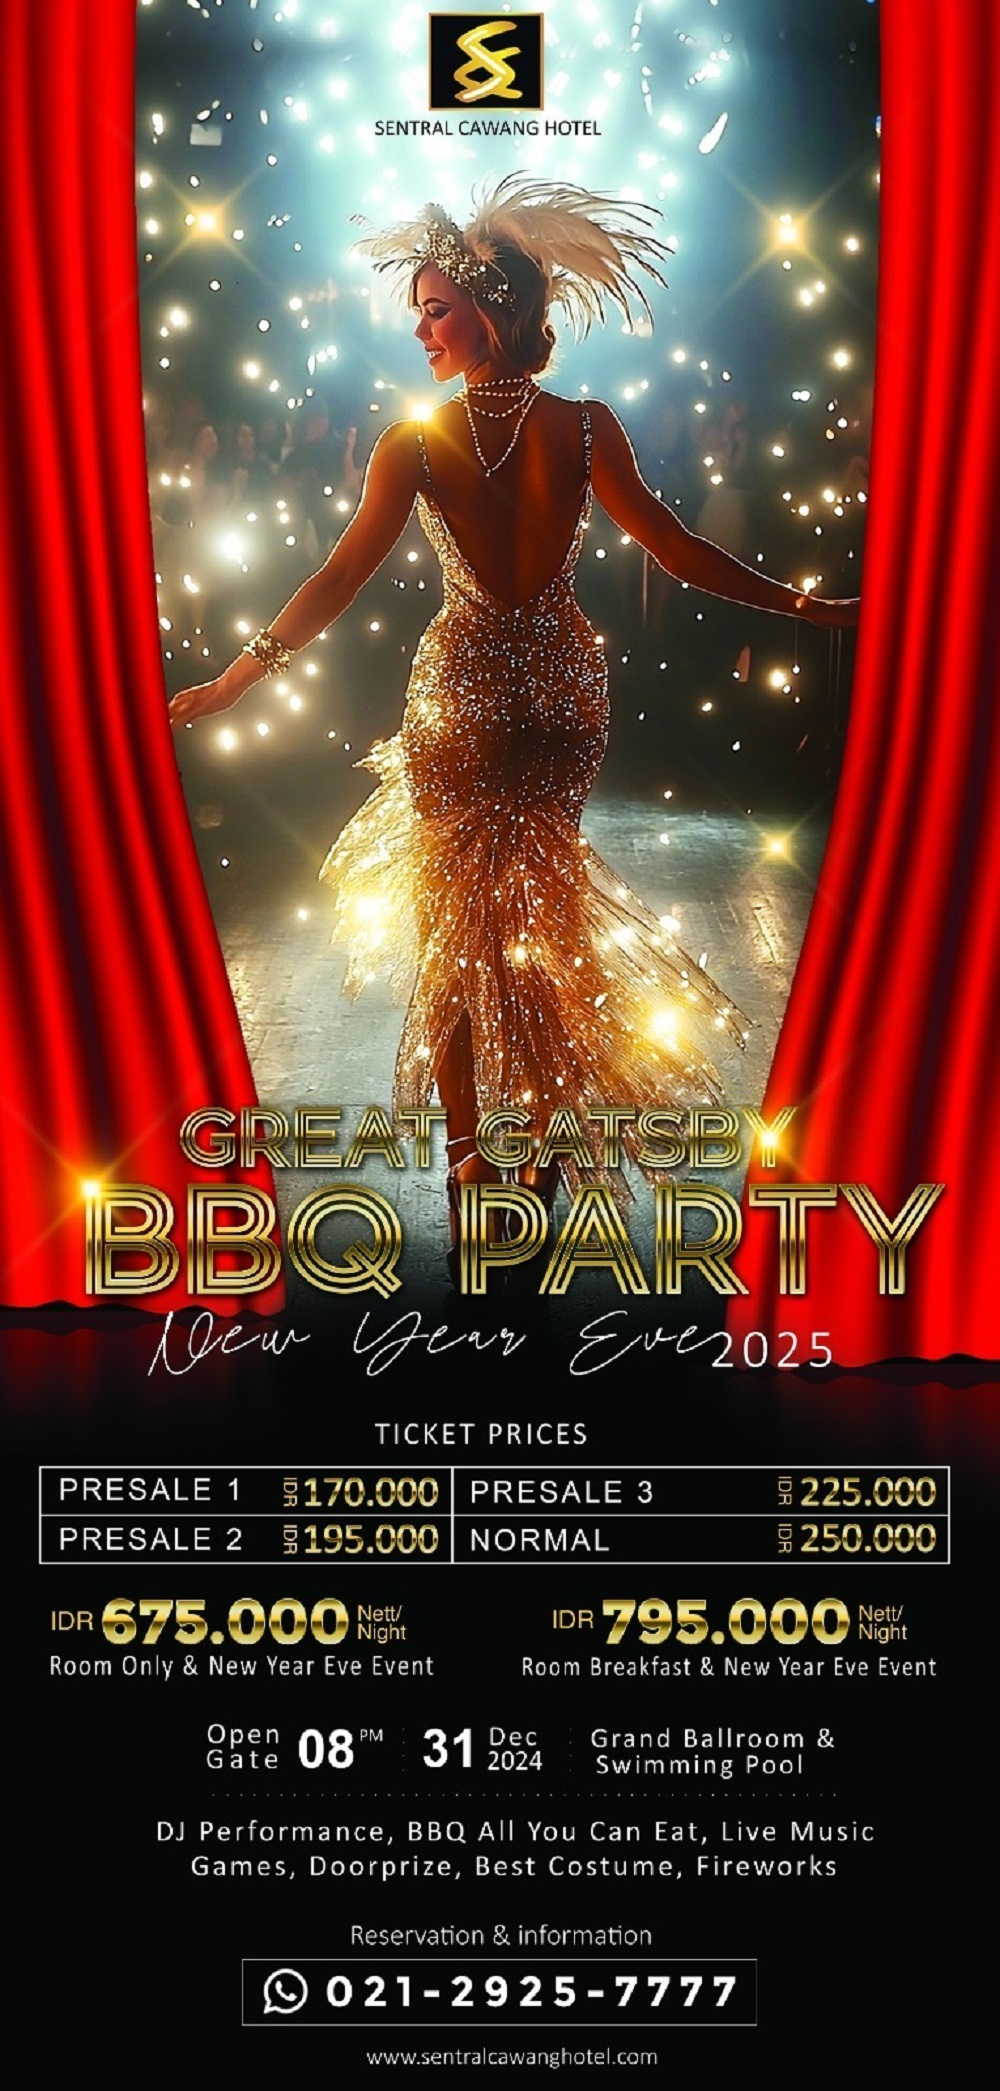 SENTRAL CAWANG HOTEL
GREAT GATSBY
BBQ PARTY
New Year Eve 2025
TICKET PRICES
PRESALE 1 IDR 170.000 PRESALE 3 IDR 225.000
PRESALE 2 IDR 195.000 NORMAL IDR 250.000
IDR 675.000 Nett/Night
Room Only & New Year Eve Event
IDR 795.000 Nett/Night
Room Breakfast & New Year Eve Event
Open Gate 08 PM
31 Dec 2024
Grand Ballroom &
Swimming Pool
DJ Performance, BBQ All You Can Eat, Live Music
Games, Doorprize, Best Costume, Fireworks
Reservation & information
021-2925-7777
www.sentralcawanghotel.com